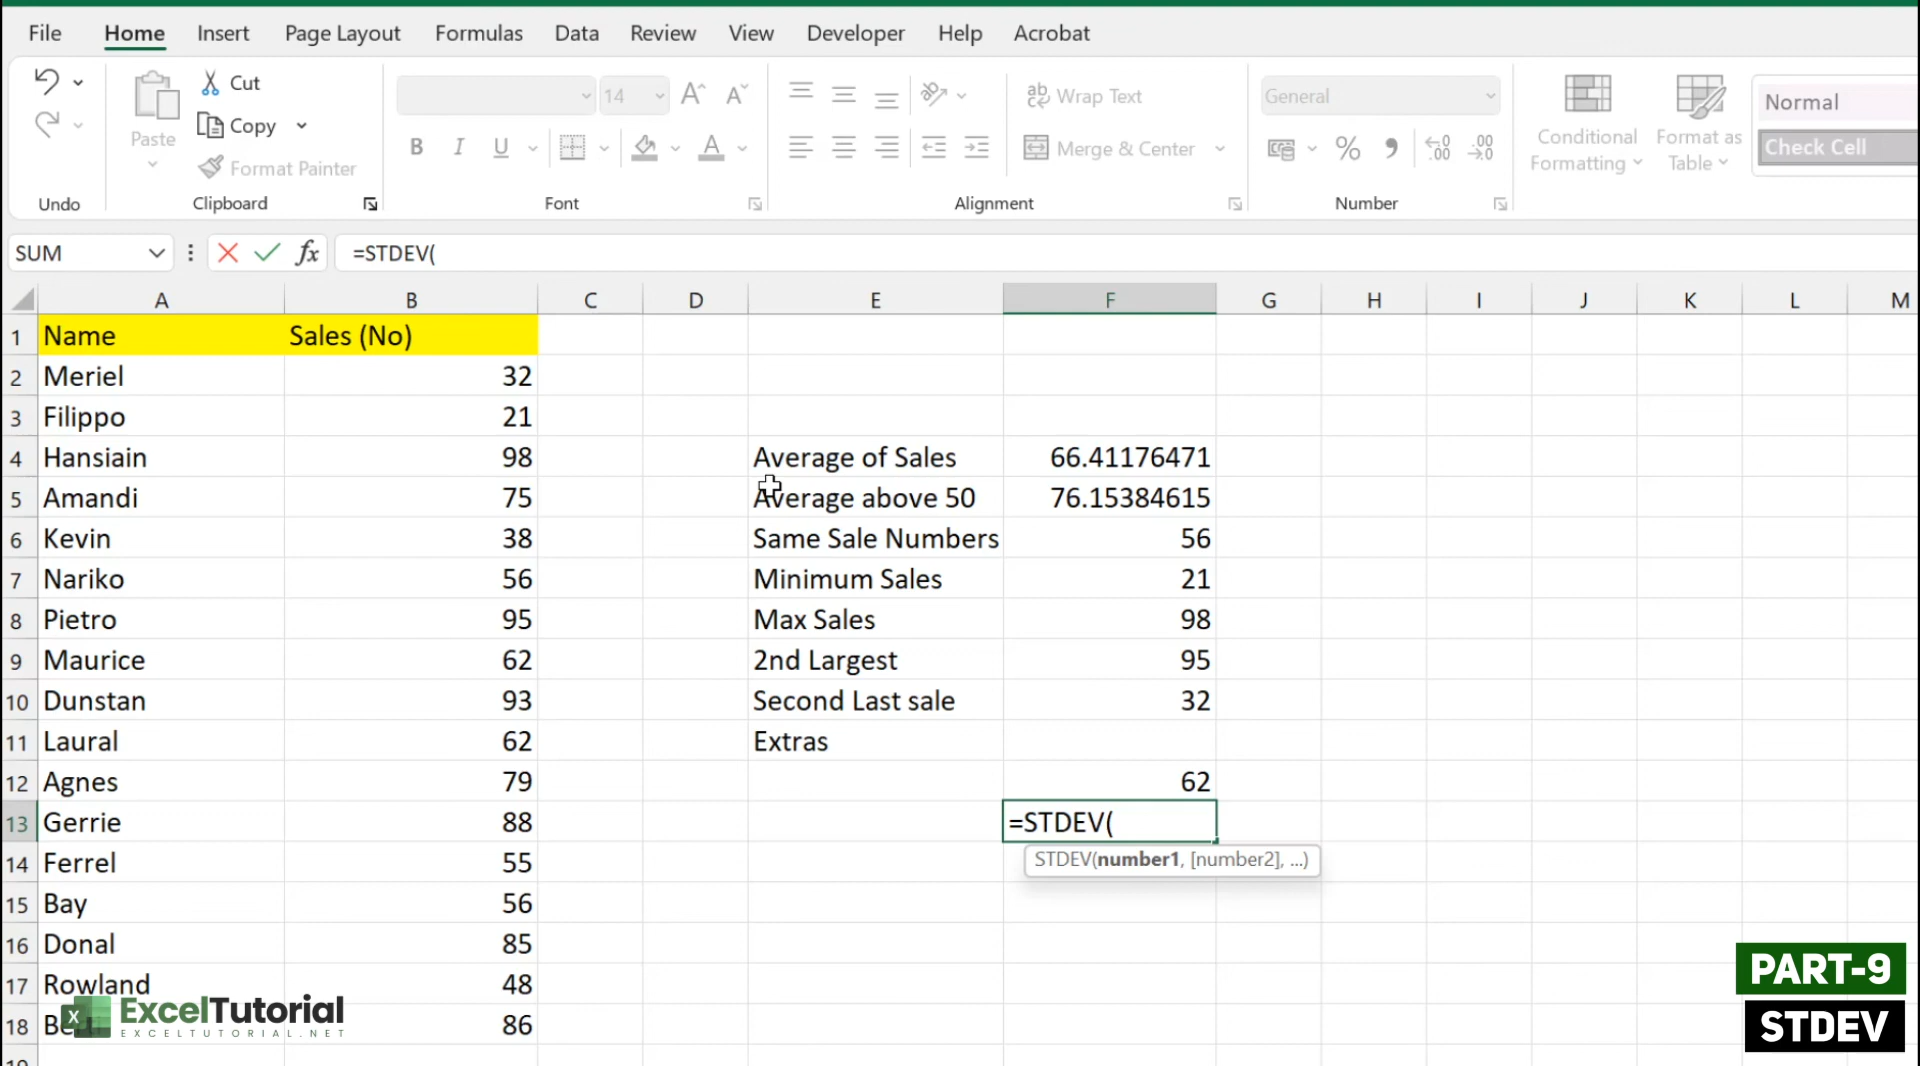 File Home Insert Page Layout Formulas Data Review View Developer Help Acrobat
Cut
Copy
Format Painter
Paste
Undo
Clipboard
14
B I U
Font
Wrap Text
Merge & Center
Alignment
General
Number
Conditional Formatting
Format as Table
Normal
Check Cell
SUM fx =STDEV(
A B C D E F G H I J K L M
1 Name Sales (No)
2 Meriel 32
3 Filippo 21
4 Hansiain 98 Average of Sales 66.41176471
5 Amandi 75 Average above 50 76.15384615
6 Kevin 38 Same Sale Numbers 56
7 Nariko 56 Minimum Sales 21
8 Pietro 95 Max Sales 98
9 Maurice 62 2nd Largest 95
10 Dunstan 93 Second Last sale 32
11 Laural 62 Extras
12 Agnes 79 62
13 Gerrie 88 =STDEV(
STDEV(number1, [number2], ...)
14 Ferrel 55
15 Bay 56
16 Donal 85
17 Rowland 48
18 86
ExcelTutorial
EXCELTUTORIAL.NET
PART-9
STDEV